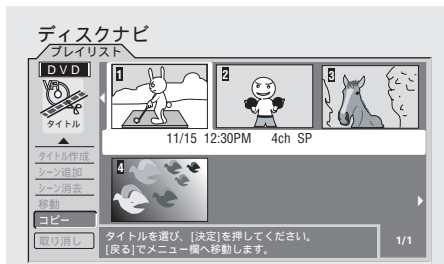 ディスクナビ
プレイリスト
DVD
VR
タイトル
1
2
3
11/15 12:30PM 4ch SP
4
タイトル作成
シーン追加
シーン消去
移動
コピー
取り消し
タイトルを選び、[決定]を押してください。
[戻る]でメニュー欄へ移動します。
1/1